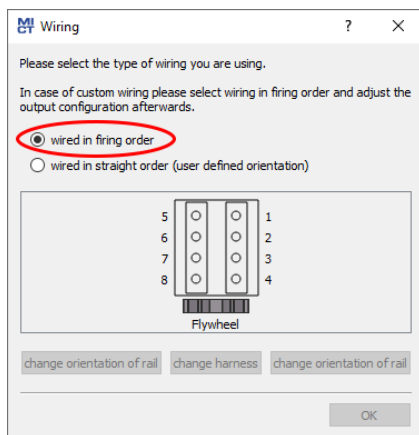 MI
CT Wiring ?
Please select the type of wiring you are using.
In case of custom wiring please select wiring in firing order and adjust the
output configuration afterwards.
wired in firing order
wired in straight order (user defined orientation)
5 1
6 2
7 3
8 4
Flywheel
change orientation of rail change harness change orientation of rail
OK